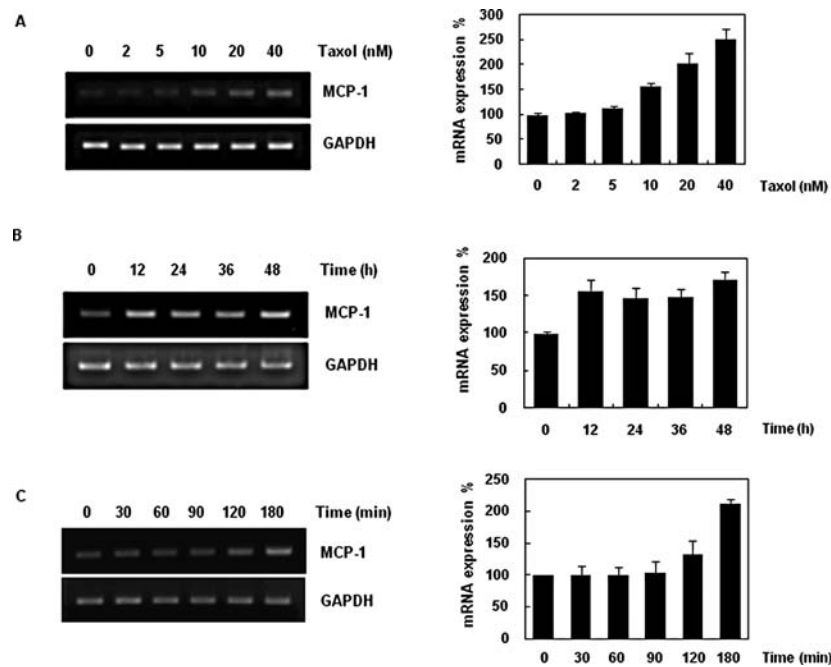 A
0 2 5 10 20 40 Taxol (nM)
MCP-1
GAPDH
mRNA expression %
300
250
200
150
100
50
0
0 2 5 10 20 40 Taxol (nM)
B
0 12 24 36 48 Time (h)
MCP-1
GAPDH
mRNA expression %
200
150
100
50
0
0 12 24 36 48 Time (h)
C
0 30 60 90 120 180 Time (min)
MCP-1
GAPDH
mRNA expression %
250
200
150
100
50
0
0 30 60 90 120 180 Time (min)